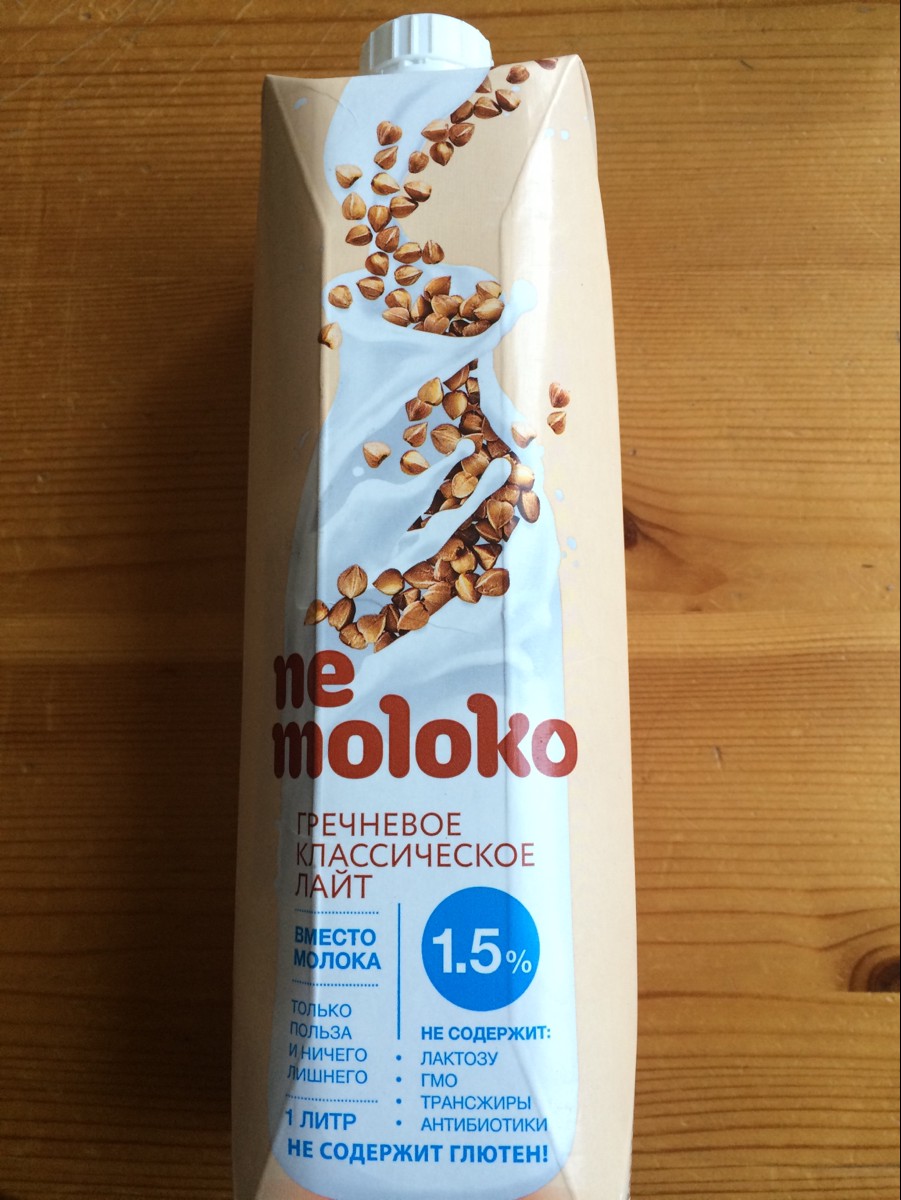 ne
moloko
ГРЕЧНЕВОЕ
КЛАССИЧЕСКОЕ
ЛАЙТ
ВМЕСТО
МОЛОКА
ТОЛЬКО
ПОЛЬЗА
И НИЧЕГО
ЛИШНЕГО
1 ЛИТР
1.5%
НЕ СОДЕРЖИТ:
• ЛАКТОЗУ
• ГМО
• ТРАНСЖИРЫ
• АНТИБИОТИКИ
НЕ СОДЕРЖИТ ГЛЮТЕН!